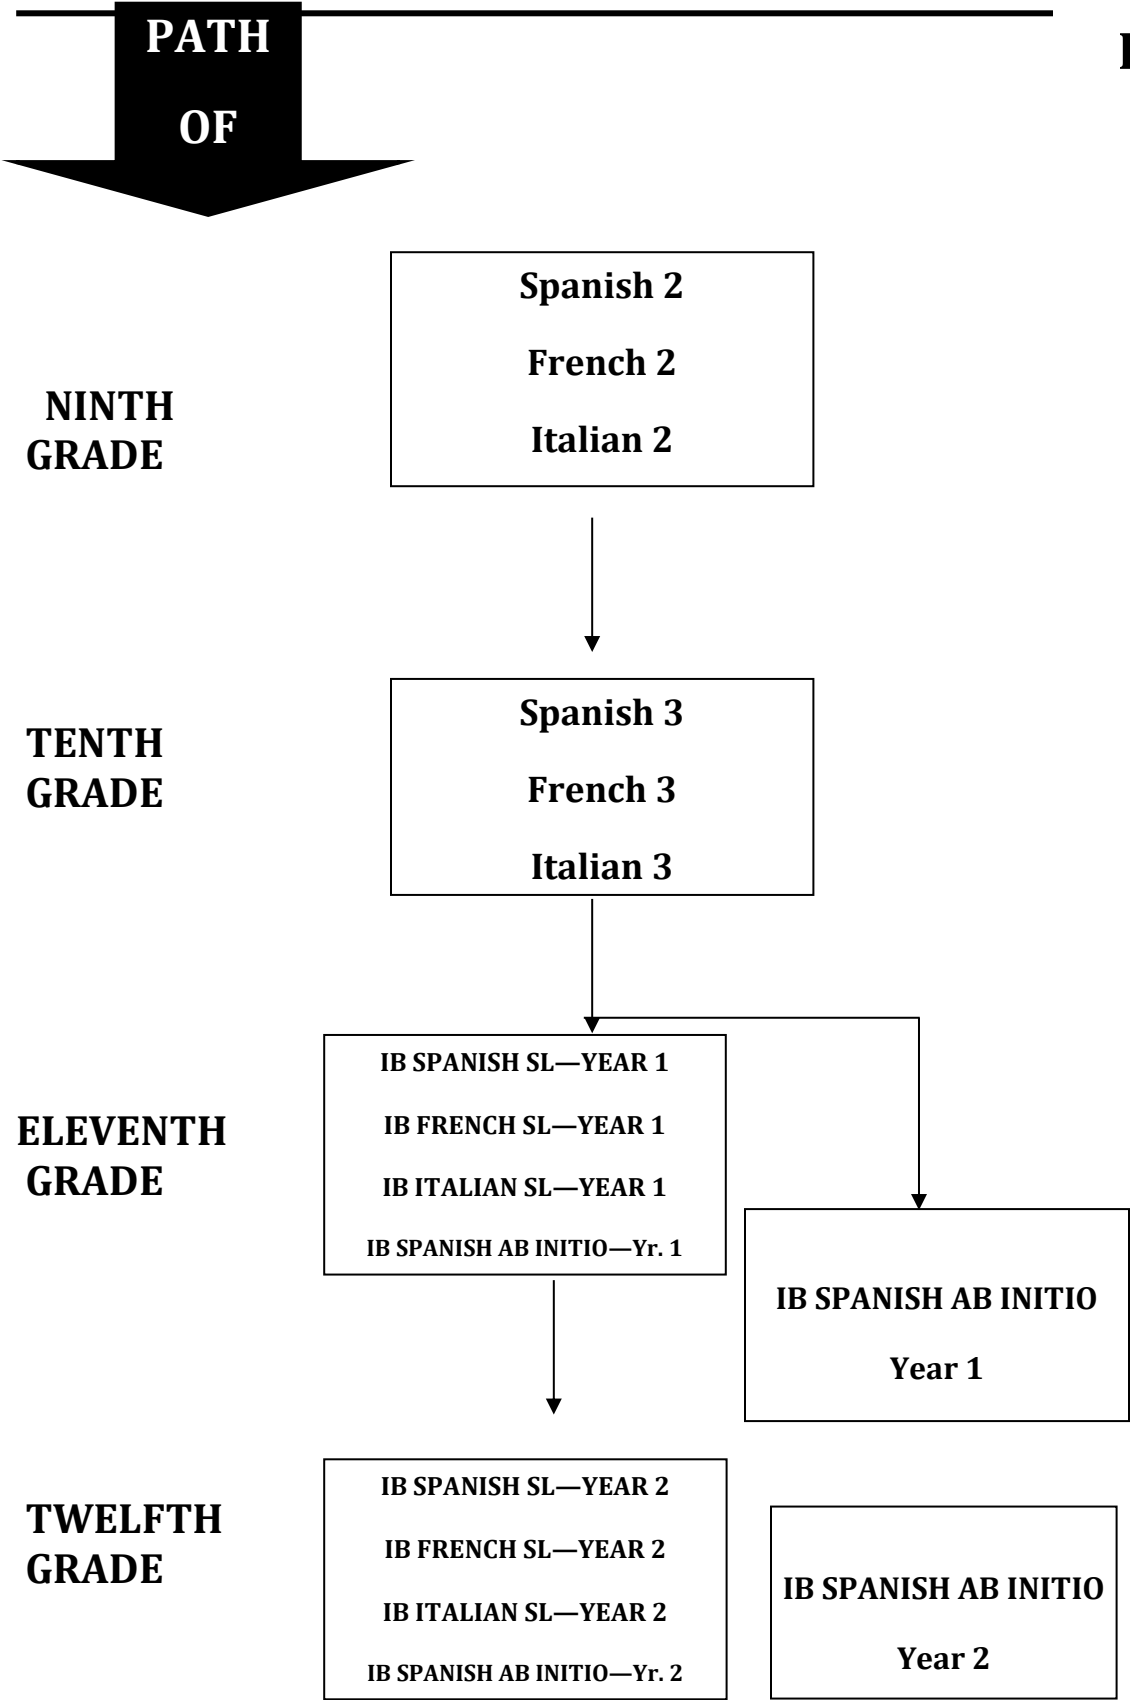 PATH
OF
Spanish 2
French 2
Italian 2
NINTH
GRADE
Spanish 3
French 3
Italian 3
TENTH
GRADE
IB SPANISH SL—YEAR 1
IB FRENCH SL—YEAR 1
IB ITALIAN SL—YEAR 1
IB SPANISH AB INITIO—Yr. 1
ELEVENTH
GRADE
IB SPANISH AB INITIO
Year 1
IB SPANISH SL—YEAR 2
IB FRENCH SL—YEAR 2
IB ITALIAN SL—YEAR 2
IB SPANISH AB INITIO—Yr. 2
TWELFTH
GRADE
IB SPANISH AB INITIO
Year 2